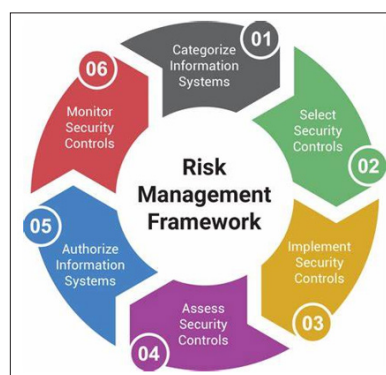 Risk
Management
Framework
01
Categorize
Information
Systems
02
Select
Security
Controls
03
Implement
Security
Controls
04
Assess
Security
Controls
05
Authorize
Information
Systems
06
Monitor
Security
Controls